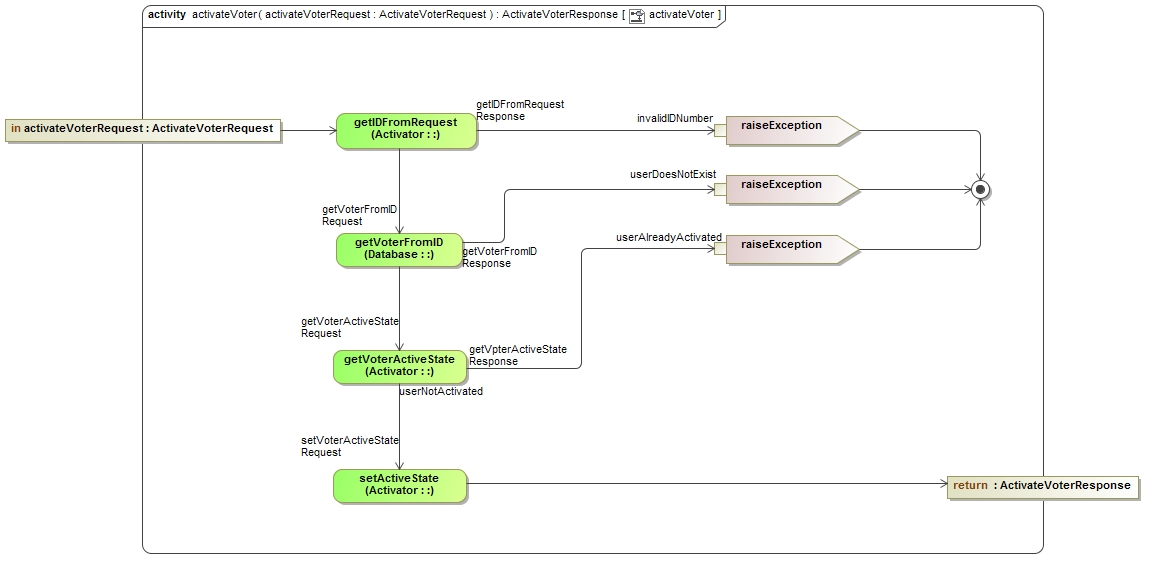 activity activateVoter( activateVoterRequest : ActivateVoterRequest ) : ActivateVoterResponse [ activateVoter ]
in activateVoterRequest : ActivateVoterRequest
getIDFromRequest
(Activator : :)
getIDFromRequest
Response
invalidIDNumber
raiseException
userDoesNotExist
raiseException
getVoterFromID
Request
getVoterFromID
(Database : :)
getVoterFromID
Response
userAlreadyActivated
raiseException
getVoterActiveState
Request
getVoterActiveState
(Activator : :)
getVpterActiveState
Response
userNotActivated
setVoterActiveState
Request
setActiveState
(Activator : :)
return : ActivateVoterResponse